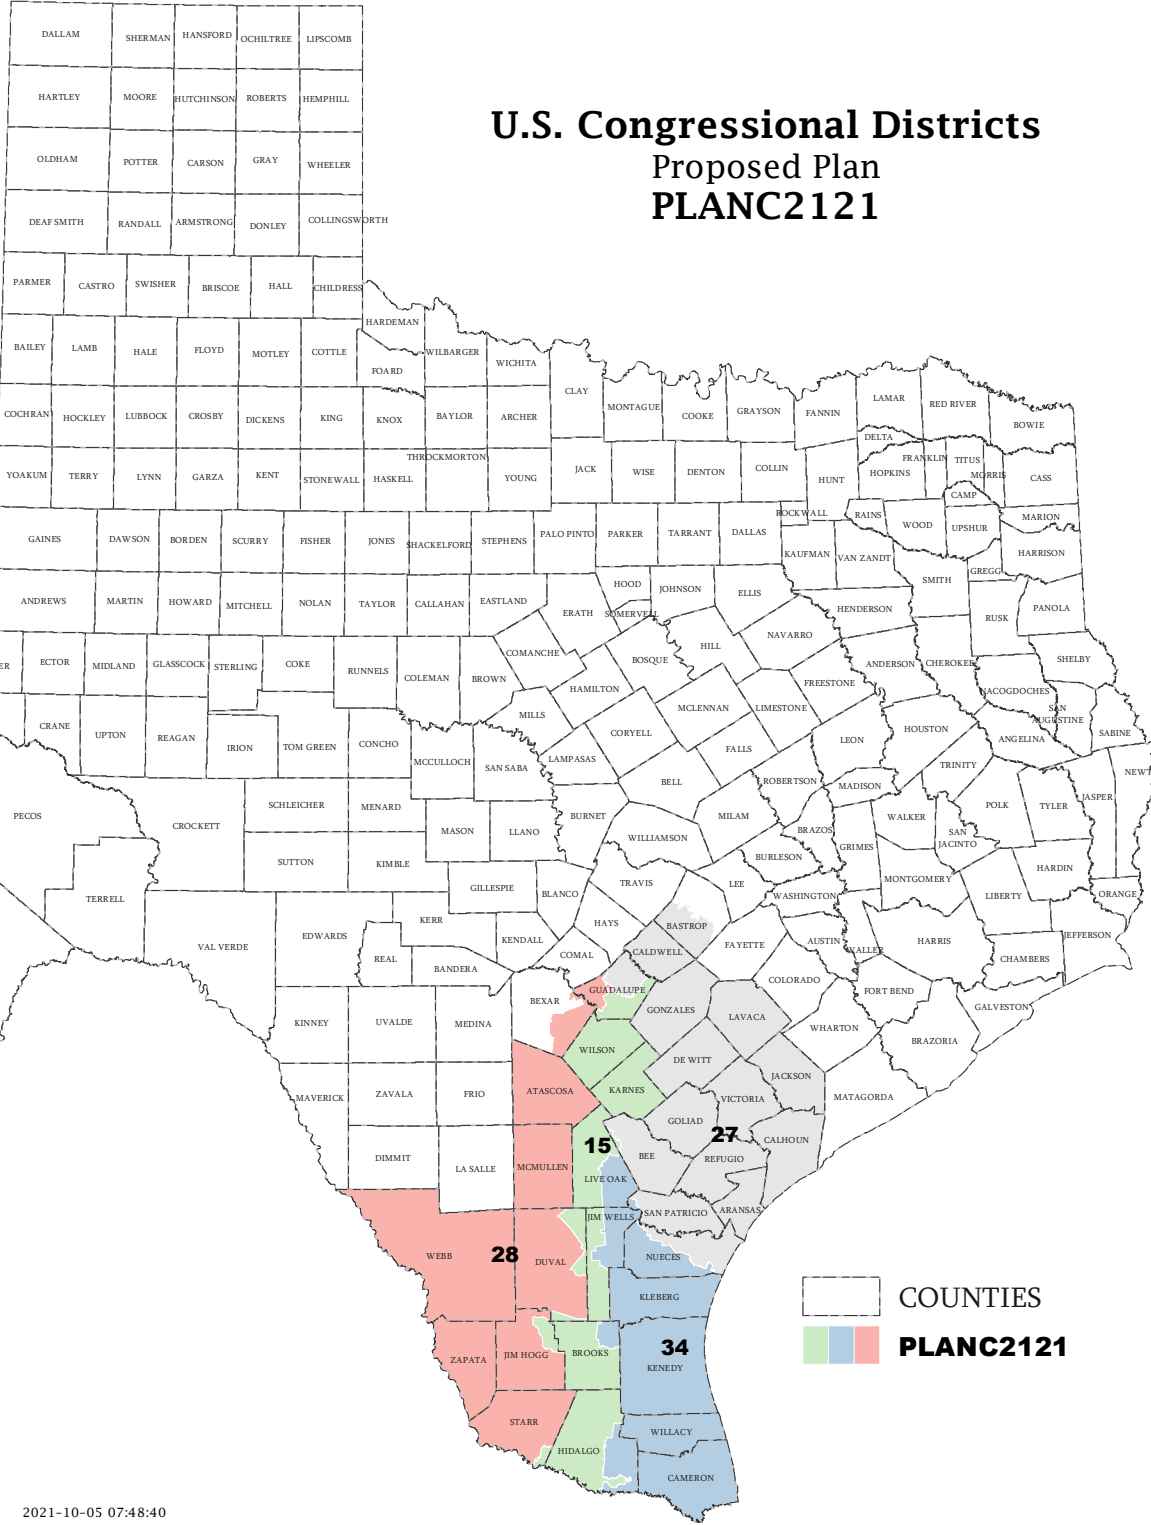 DALLAM
SHERMAN
HANSFORD
OCHILTREE
LIPSCOMB
HARTLEY
MOORE
HUTCHINSON
ROBERTS
HEMPHILL
U.S. Congressional Districts
Proposed Plan
PLANC2121
OLDHAM
POTTER
CARSON
GRAY
WHEELER
DEAF SMITH
RANDALL
ARMSTRONG
DONLEY
COLLINGSWORTH
PARMER
CASTRO
SWISHER
BRISCOE
HALL
CHILDRESS
HARDEMAN
BAILEY
LAMB
HALE
FLOYD
MOTLEY
COTTLE
FOARD
WILBARGER
WICHITA
CLAY
MONTAGUE
COOKE
GRAYSON
FANNIN
LAMAR
RED RIVER
BOWIE
COCHRAN
HOCKLEY
LUBBOCK
CROSBY
DICKENS
KING
KNOX
BAYLOR
ARCHER
DELTA
FRANKLIN
TITUS
MORRIS
CASS
YOAKUM
TERRY
LYNN
GARZA
KENT
STONEWALL
HASKELL
THROCKMORTON
YOUNG
JACK
WISE
DENTON
COLLIN
HUNT
HOPKINS
CAMP
ROCKWALL
RAINS
WOOD
UPSHUR
MARION
GAINES
DAWSON
BORDEN
SCURRY
FISHER
JONES
SHACKELFORD
STEPHENS
PALO PINTO
PARKER
TARRANT
DALLAS
KAUFMAN
VAN ZANDT
SMITH
GREGG
HARRISON
ANDREWS
MARTIN
HOWARD
MITCHELL
NOLAN
TAYLOR
CALLAHAN
EASTLAND
ERATH
HOOD
SOMERVELL
JOHNSON
ELLIS
HENDERSON
RUSK
PANOLA
ER
ECTOR
MIDLAND
GLASSCOCK
STERLING
COKE
RUNNELS
COLEMAN
BROWN
COMANCHE
HAMILTON
BOSQUE
HILL
NAVARRO
FREESTONE
ANDERSON
CHEROKEE
NACOGDOCHES
SHELBY
SAN
AUGUSTINE
SABINE
CRANE
UPTON
REAGAN
IRION
TOM GREEN
CONCHO
MCCULLOCH
SAN SABA
MILLS
LAMPASAS
CORYELL
MCLENNAN
LIMESTONE
FALLS
LEON
HOUSTON
ANGELINA
TRINITY
NEWT
PECOS
CROCKETT
SCHLEICHER
MENARD
MASON
LLANO
BURNET
BELL
MILAM
ROBERTSON
MADISON
WALKER
POLK
TYLER
JASPER
SAN
JACINTO
SUTTON
KIMBLE
WILLIAMSON
BRAZOS
BURLESON
GRIMES
TERRELL
GILLESPIE
BLANCO
TRAVIS
LEE
WASHINGTON
MONTGOMERY
LIBERTY
HARDIN
ORANGE
VAL VERDE
EDWARDS
KERR
KENDALL
HAYS
BASTROP
FAYETTE
AUSTIN
WALLER
HARRIS
JEFFERSON
CHAMBERS
REAL
BANDERA
COMAL
CALDWELL
COLORADO
FORT BEND
GALVESTON
KINNEY
UVALDE
MEDINA
BEXAR
GUADALUPE
GONZALES
LAVACA
WHARTON
BRAZORIA
WILSON
DE WITT
JACKSON
MAVERICK
ZAVALA
FRIO
ATASCOSA
KARNES
VICTORIA
MATAGORDA
GOLIAD
27
CALHOUN
DIMMIT
LA SALLE
MCMULLEN
15
BEE
REFUGIO
LIVE OAK
JIM WELLS
SAN PATRICIO
ARANSAS
WEBB
28
DUVAL
NUECES
KLEBERG
COUNTIES
PLANC2121
ZAPATA
JIM HOGG
BROOKS
34
KENEDY
STARR
HIDALGO
WILLACY
CAMERON
2021-10-05 07:48:40